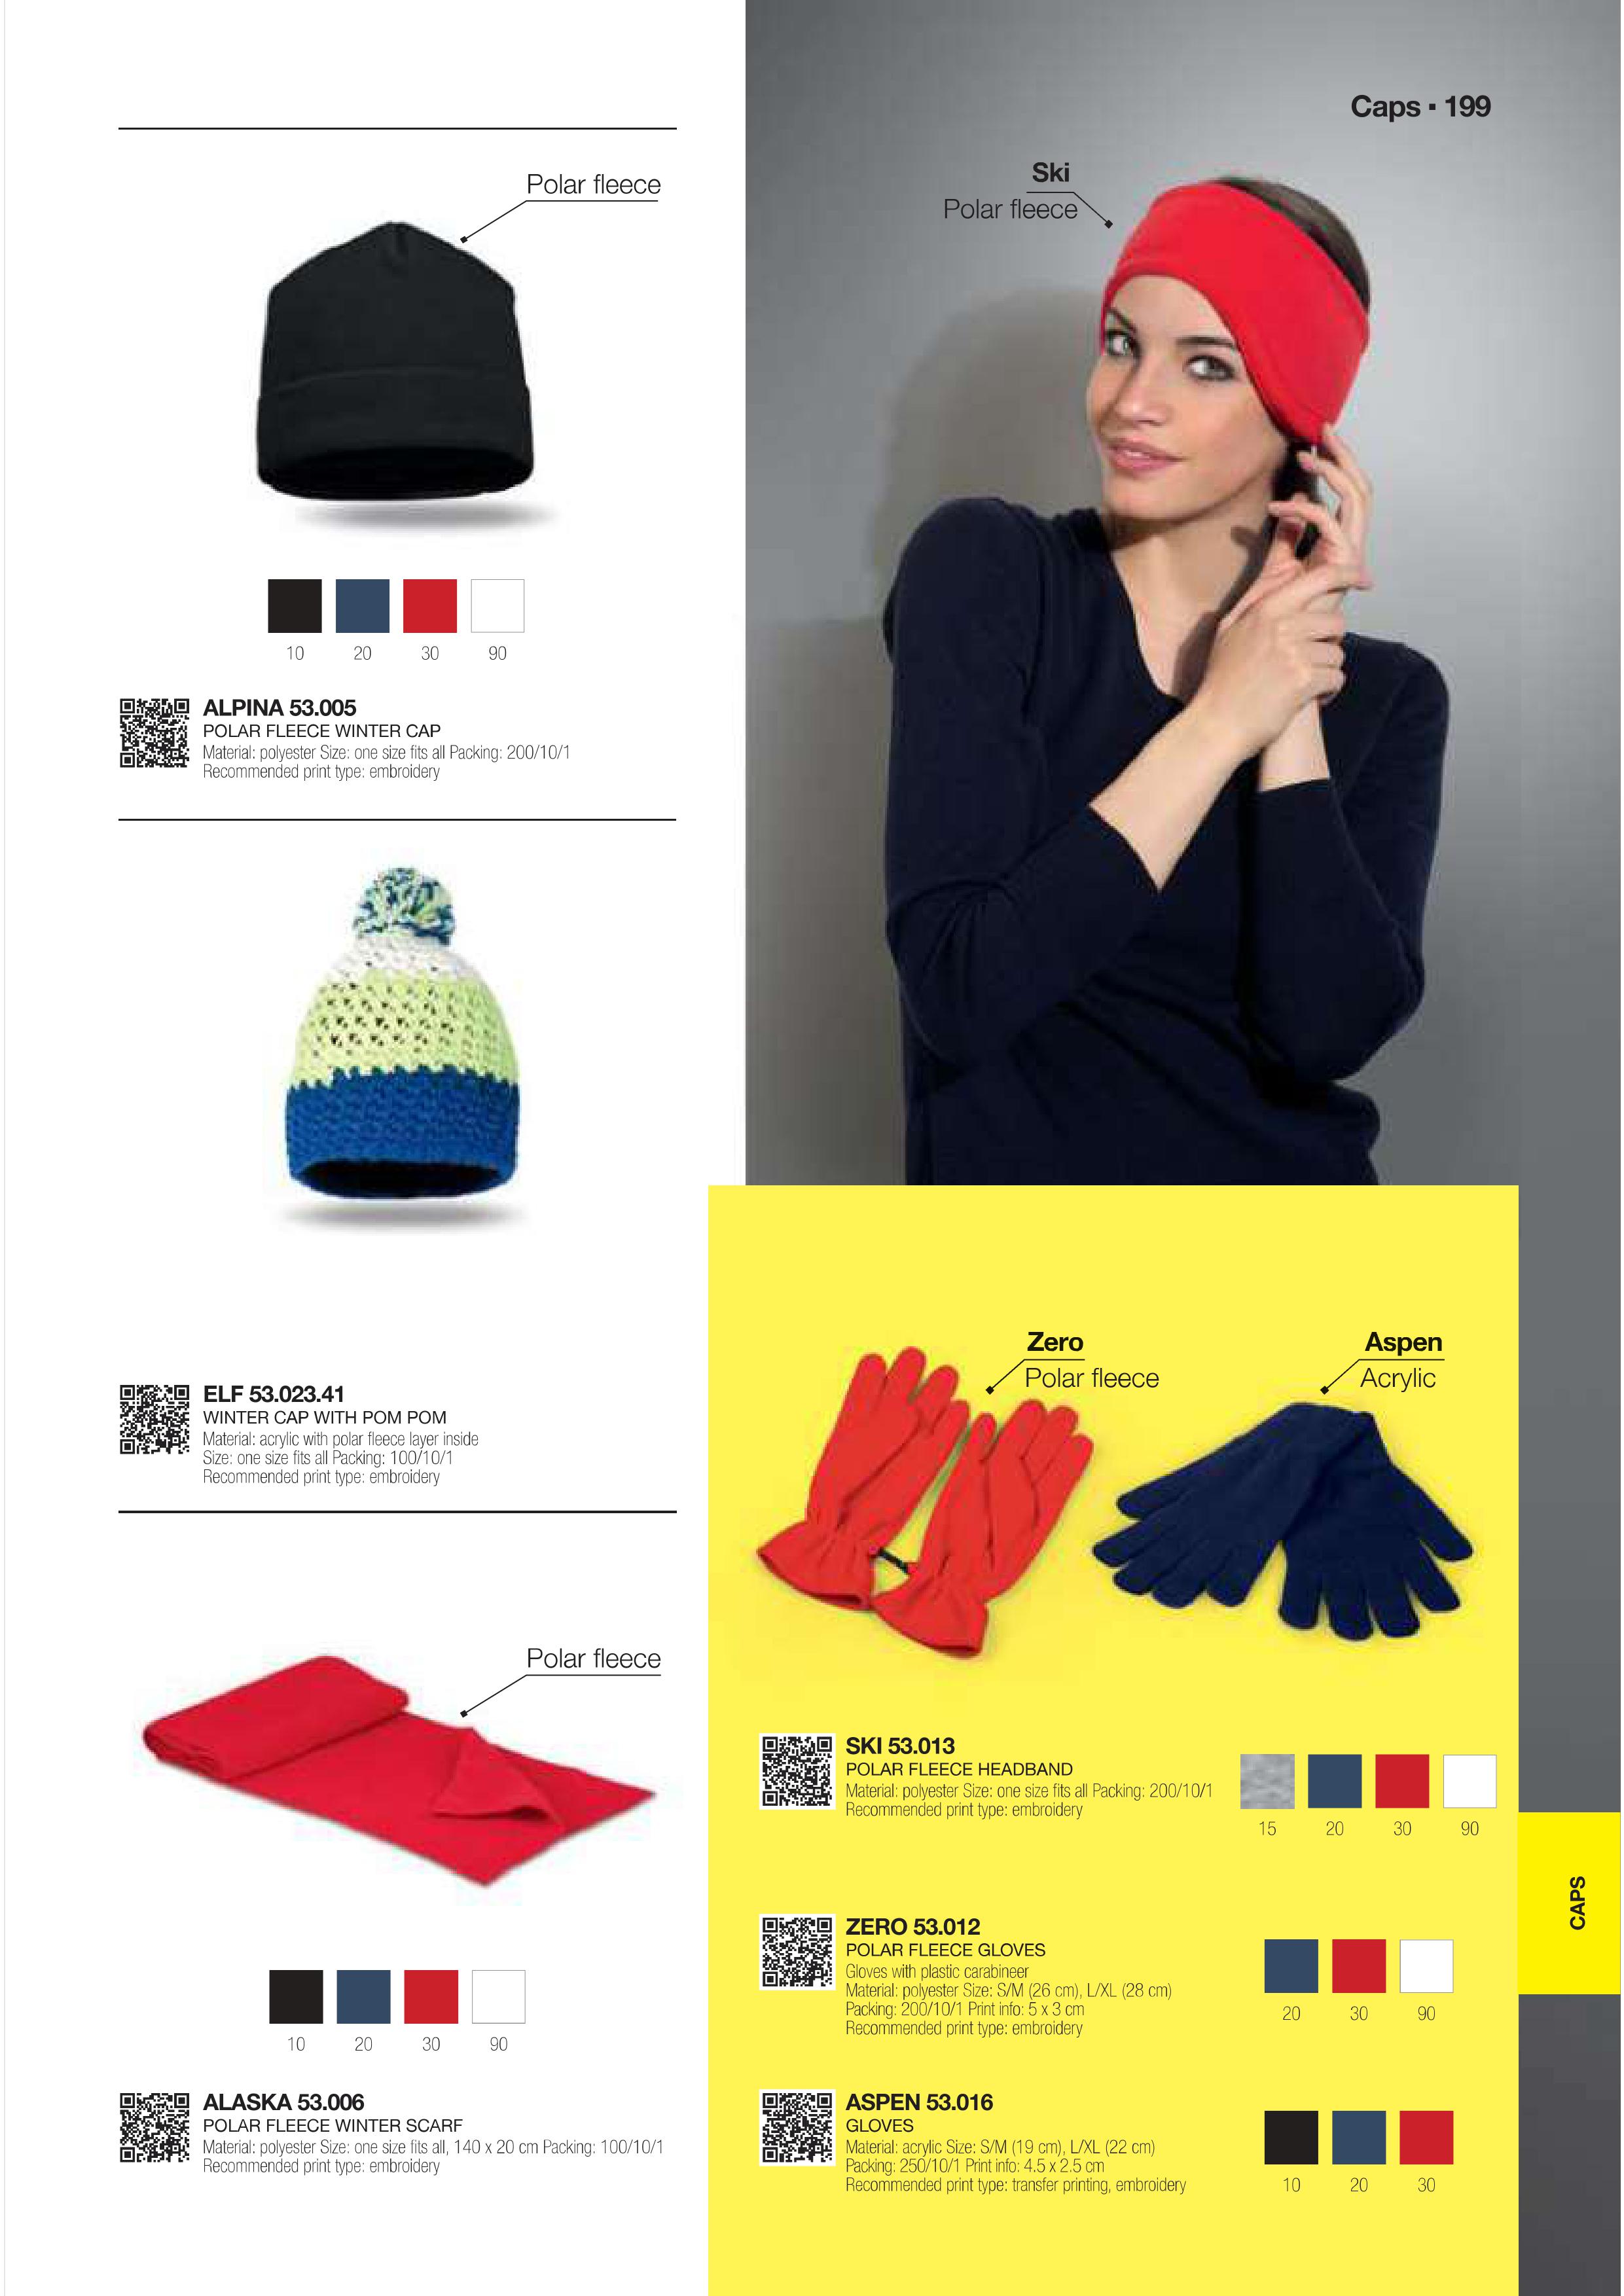 Caps ▪ 199
Polar fleece
10 20 30 90
ALPINA 53.005
POLAR FLEECE WINTER CAP
Material: polyester Size: one size fits all Packing: 200/10/1
Recommended print type: embroidery
ELF 53.023.41
WINTER CAP WITH POM POM
Material: acrylic with polar fleece layer inside
Size: one size fits all Packing: 100/10/1
Recommended print type: embroidery
Polar fleece
10 20 30 90
ALASKA 53.006
POLAR FLEECE WINTER SCARF
Material: polyester Size: one size fits all, 140 x 20 cm Packing: 100/10/1
Recommended print type: embroidery
Ski
Polar fleece
Zero
Polar fleece
Aspen
Acrylic
SKI 53.013
POLAR FLEECE HEADBAND
Material: polyester Size: one size fits all Packing: 200/10/1
Recommended print type: embroidery
15 20 30 90
ZERO 53.012
POLAR FLEECE GLOVES
Gloves with plastic carabineer
Material: polyester Size: S/M (26 cm), L/XL (28 cm)
Packing: 200/10/1 Print info: 5 x 3 cm
Recommended print type: embroidery
20 30 90
ASPEN 53.016
GLOVES
Material: acrylic Size: S/M (19 cm), L/XL (22 cm)
Packing: 250/10/1 Print info: 4.5 x 2.5 cm
Recommended print type: transfer printing, embroidery
10 20 30
CAPS